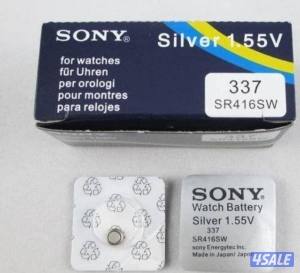 SONY
Silver 1.55V
for watches
für Uhren
per orologi
pour montres
para relojes
337
SR416SW
SONY
Watch Battery
Silver 1.55V
337
SR416SW
sony Energytec Inc.
Made in Japan/ Japon
4SALE